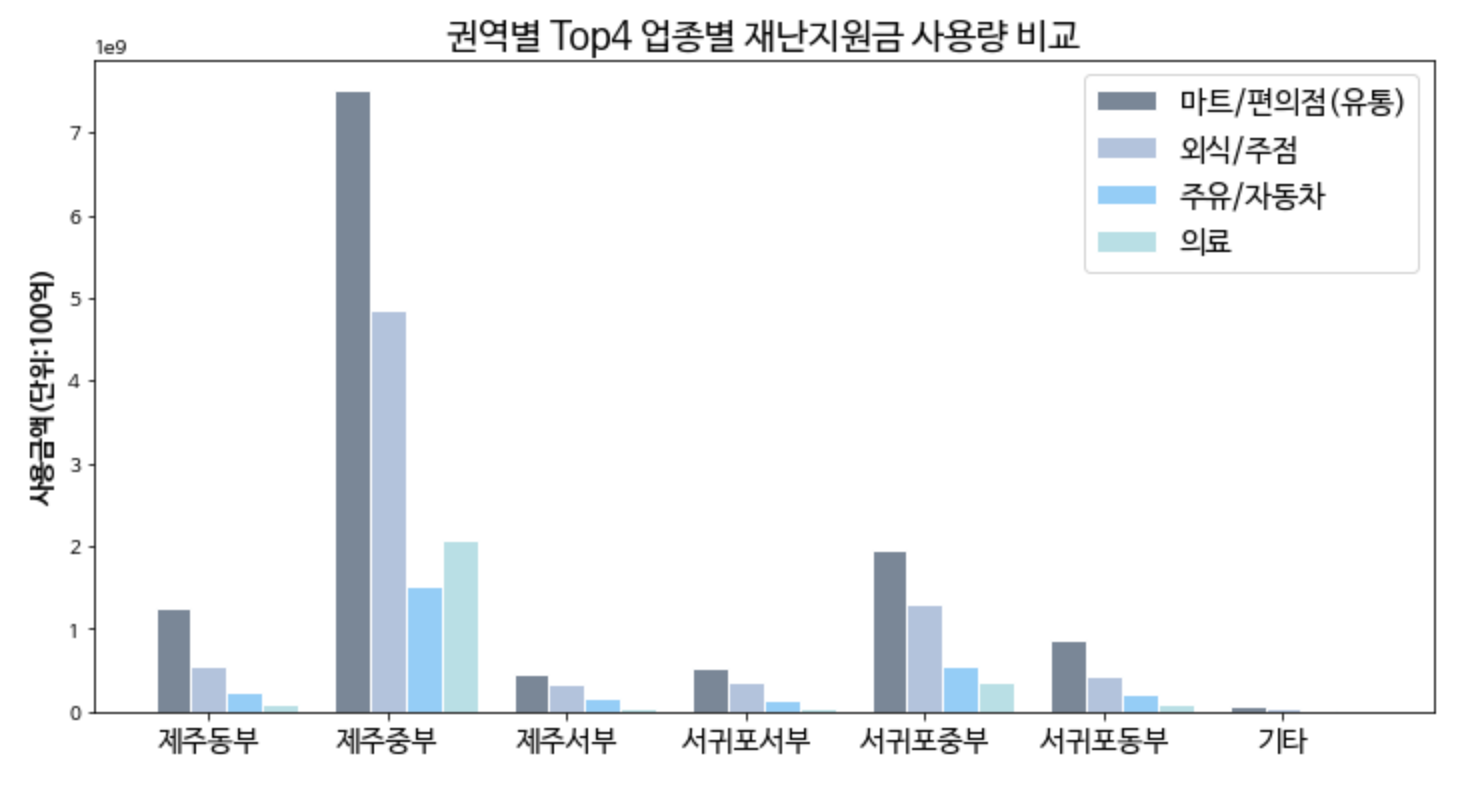 권역별 Top4 업종별 재난지원금 사용량 비교
1e9
마트/편의점(유통)
외식/주점
주유/자동차
의료
사용금액(단위:100억)
7
6
5
4
3
2
1
0
제주동부 제주중부 제주서부 서귀포서부 서귀포중부 서귀포동부 기타